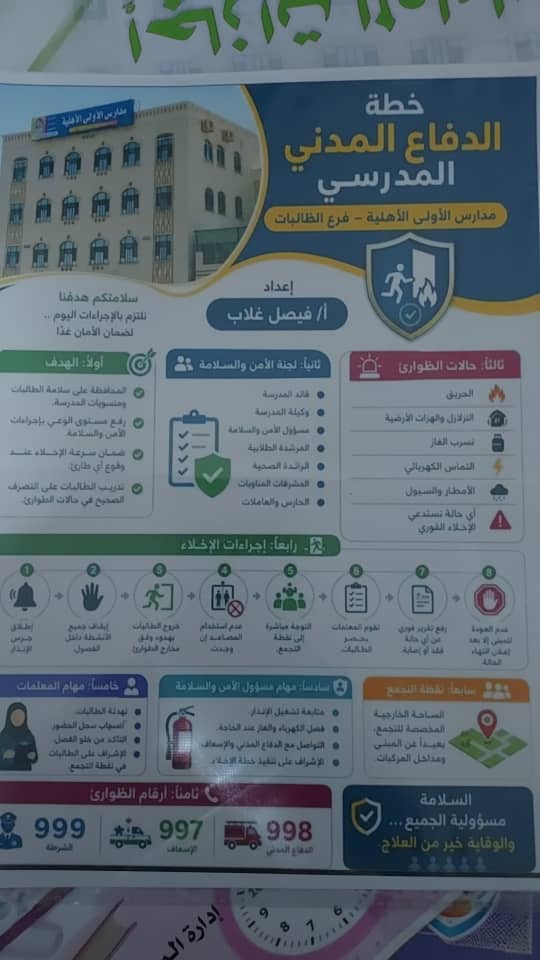 خطة
الدفاع المدني
المدرسي
مدارس الأولى الأهلية - فرع الطالبات
مدارس الأولى الأهلية
إعداد
أ/ فيصل غلاب
سلامتكم هدفنا
نلتزم بالإجراءات اليوم ..
لضمان الأمان غدًا
أولاً: الهدف
المحافظة على سلامة الطالبات
ومنسوبات المدرسة.
رفع مستوى الوعي بإجراءات
الأمن والسلامة.
ضمان سرعة الإخلاء عند
وقوع أي طارئ.
تدريب الطالبات على التصرف
الصحيح في حالات الطوارئ.
ثانياً: لجنة الأمن والسلامة
قائد المدرسة
وكيلة المدرسة
مسؤول الأمن والسلامة
المرشدة الطلابية
الرائدة الصحية
المشرفات المناوبات
الحارس والعاملات
ثالثاً: حالات الطوارئ
الحريق
الزلازل والهزات الأرضية
تسرب الغاز
التماس الكهربائي
الأمطار والسيول
أي حالة تستدعي
الإخلاء الفوري
رابعاً: إجراءات الإخلاء
1
إطلاق
جرس
الإنذار
2
إيقاف جميع
الأنشطة داخل
الفصول.
خروج الطالبات
بهدوء وفق
مخارج الطوارئ
4
عدم استخدام
المصاعد إن
وجدت
5
التوجه مباشرة
إلى نقطة
التجمع.
6
تقوم المعلمات
بحصر
الطالبات.
7
رفع تقرير فوري
عن أي حالة
فقد أو إصابة.
8
عدم العودة
للمبنى إلا بعد
إعلان انتهاء
الحالة.
خامساً: مهام المعلمات
تهدئة الطالبات.
اصطحاب سجل الحضور.
التأكد من خلو الفصل.
الإشراف على الطالبات
في نقطة التجمع.
سادساً: مهام مسؤول الأمن والسلامة
متابعة تشغيل الإنذار.
فصل الكهرباء والغاز عند الحاجة.
التواصل مع الدفاع المدني والإسعاف
الإشراف على تنفيذ خطة الإخلاء.
سابعاً: نقطة التجمع
الساحة الخارجية
المخصصة للتجمع،
بعيداً عن المبنى
ومداخل المركبات.
ثامناً: أرقام الطوارئ
998
الدفاع المدني
997
الإسعاف
999
الشرطة
السلامة
مسؤولية الجميع ...
والوقاية خير من العلاج
إدارة